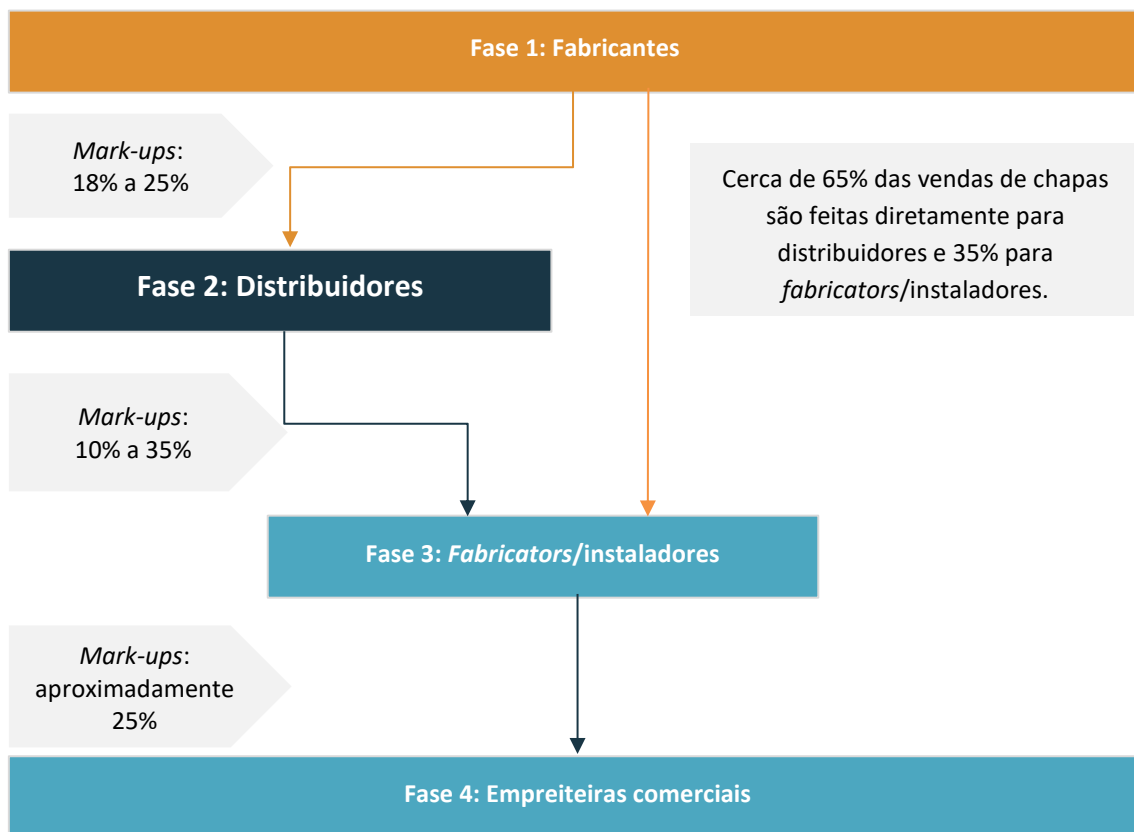 Fase 1: Fabricantes
Mark-ups:
18% a 25%
Cerca de 65% das vendas de chapas
são feitas diretamente para
distribuidores e 35% para
fabricators/instaladores.
Fase 2: Distribuidores
Mark-ups:
10% a 35%
Fase 3: Fabricators/instaladores
Mark-ups:
aproximadamente
25%
Fase 4: Empreiteiras comerciais